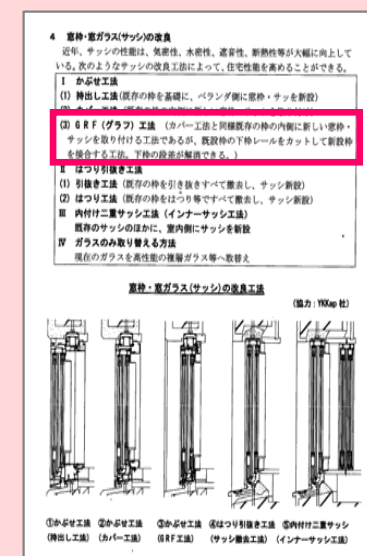 4 窓枠・窓ガラス(サッシ)の改良
近年、サッシの性能は、気密性、水密性、遮音性、断熱性等が大幅に向上して
いる。次のようなサッシの改良工法によって、住宅性能を高めることができる。
Ⅰ かぶせ工法
(1) 持出し工法(既存の枠を基礎に、ベランダ側に窓枠・サッを新設)
(3) GRF(グラフ)工法 (カバー工法と同様既存の枠の内側に新しい窓枠・
サッシを取り付ける工法であるが、既設枠の下枠レールをカットして新設枠
を接合する工法。下枠の段差が解消できる。)
Ⅱ はつり引抜き工法
(1) 引抜き工法(既存の枠を引き抜きすべて撤去し、サッシ新設)
(2) はつり工法(既存の枠をはつり等ですべて撤去し、サッシ新設)
Ⅲ 内付け二重サッシ工法(インナーサッシ工法)
既存のサッシのほかに、室内側にサッシを新設
Ⅳ ガラスのみ取り替える方法
現在のガラスを高性能の複層ガラス等へ取替え
窓枠・窓ガラス(サッシ)の改良工法
(協力:YKKap社)
①かぶせ工法 ②かぶせ工法 ③かぶせ工法 ④はつり引抜き工法 ⑤内付け二重サッシ
(持出し工法) (カバー工法) (GRF工法) (サッシ撤去工法) (インナーサッシ工法)